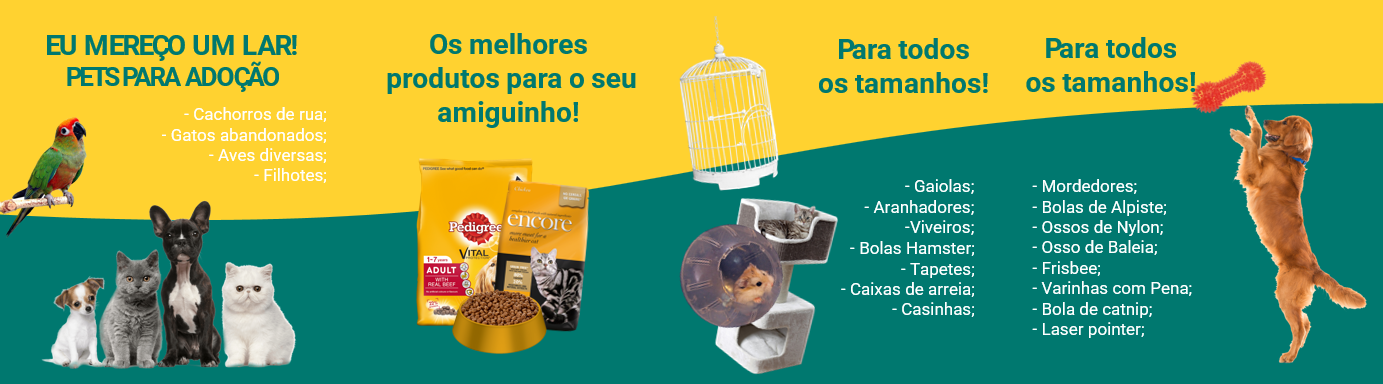 EU MEREÇO UM LAR!
PETS PARA ADOÇÃO
- Cachorros de rua;
- Gatos abandonados;
- Aves diversas;
- Filhotes;
Os melhores
produtos para o seu
amiguinho!
Pedigree
VITAL
1-7 years
ADULT
WITH
REAL BEEF
encore
Para todos
os tamanhos!
- Gaiolas;
- Aranhadores;
-Viveiros;
- Bolas Hamster;
- Tapetes;
- Caixas de arreia;
- Casinhas;
Para todos
os tamanhos!
- Mordedores;
- Bolas de Alpiste;
- Ossos de Nylon;
- Osso de Baleia;
- Frisbee;
- Varinhas com Pena;
- Bola de catnip;
- Laser pointer;